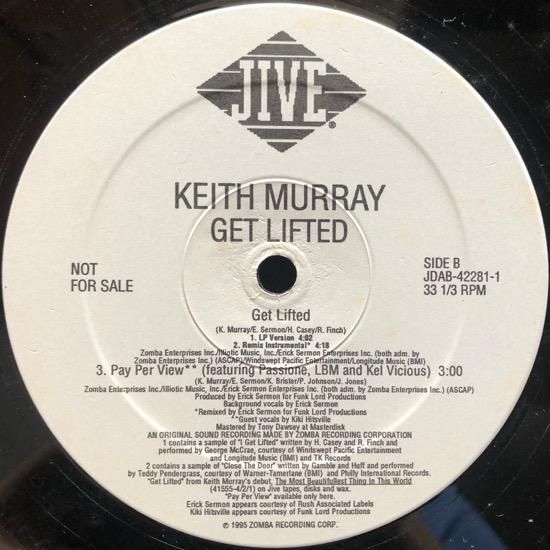 JIVE
®
KEITH MURRAY
GET LIFTED
NOT
FOR SALE
SIDE B
JDAB-42281-1
33 1/3 RPM
Get Lifted
(K. Murray/E. Sermon/H. Casey/R. Finch)
1. LP Version 4:02
2. Remix Instrumental* 4:18
Zomba Enterprises Inc./Illiotic Music, Inc./Erick Sermon Enterprises Inc. (both adm. by
Zomba Enterprises Inc.) (ASCAP)/Windswept Pacific Entertainment/Longitude Music (BMI)
3. Pay Per View** (featuring Passione, LBM and Kel Vicious) 3:00
(K. Murray/E. Sermon/K. Brister/P. Johnson/J. Jones)
Zomba Enterprises Inc./Illiotic Music, Inc./Erick Sermon Enterprises Inc. (both adm. by Zomba Enterprises Inc.) (ASCAP)
Produced by Erick Sermon for Funk Lord Productions
Background vocals by Erick Sermon
*Remixed by Erick Sermon for Funk Lord Productions
**Guest vocals by Kiki Hitsville
Mastered by Tony Dawsey at Masterdisk
AN ORIGINAL SOUND RECORDING MADE BY ZOMBA RECORDING CORPORATION
1 contains a sample of "I Get Lifted" written by H. Casey and R. Finch and
performed by George McCrae, courtesy of Windswept Pacific Entertainment
and Longitude Music (BMI) and TK Records
2 contains a sample of "Close The Door" written by Gamble and Huff and performed
by Teddy Pendergrass, courtesy of Warner-Tamerlane (BMI) and Philly International Records.
"Get Lifted" from Keith Murray's debut, The Most Beautifullest Thing In This World
(41555-4/2/1) on Jive tapes, disks and wax.
"Pay Per View" available only here.
Erick Sermon appears courtesy of Rush Associated Labels
Kiki Hitsville appears courtesy of Funk Lord Productions
℗ 1995 ZOMBA RECORDING CORP.